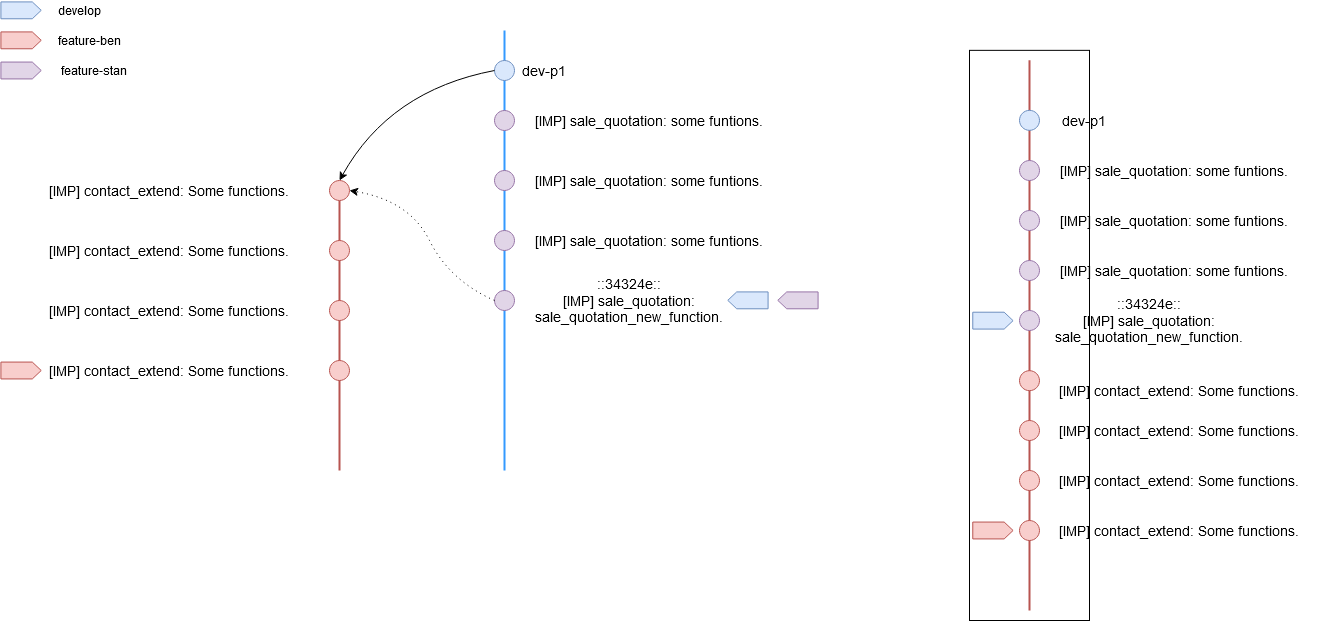 develop
feature-ben
feature-stan
dev-p1
[IMP] sale_quotation: some funtions.
[IMP] sale_quotation: some funtions.
[IMP] sale_quotation: some funtions.
::34324e::
[IMP] sale_quotation:
sale_quotation_new_function.
[IMP] contact_extend: Some functions.
[IMP] contact_extend: Some functions.
[IMP] contact_extend: Some functions.
[IMP] contact_extend: Some functions.
dev-p1
[IMP] sale_quotation: some funtions.
[IMP] sale_quotation: some funtions.
[IMP] sale_quotation: some funtions.
::34324e::
[IMP] sale_quotation:
sale_quotation_new_function.
[IMP] contact_extend: Some functions.
[IMP] contact_extend: Some functions.
[IMP] contact_extend: Some functions.
[IMP] contact_extend: Some functions.